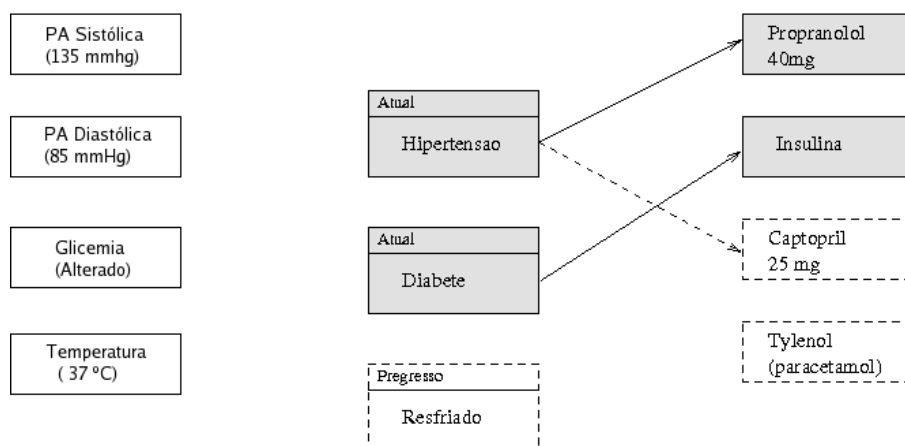 PA Sistólica
(135 mmhg)
PA Diastólica
(85 mmHg)
Glicemia
(Alterado)
Temperatura
( 37 ºC)
Atual
Hipertensao
Atual
Diabete
Pregresso
Resfriado
Propranolol
40mg
Insulina
Captopril
25 mg
Tylenol
(paracetamol)